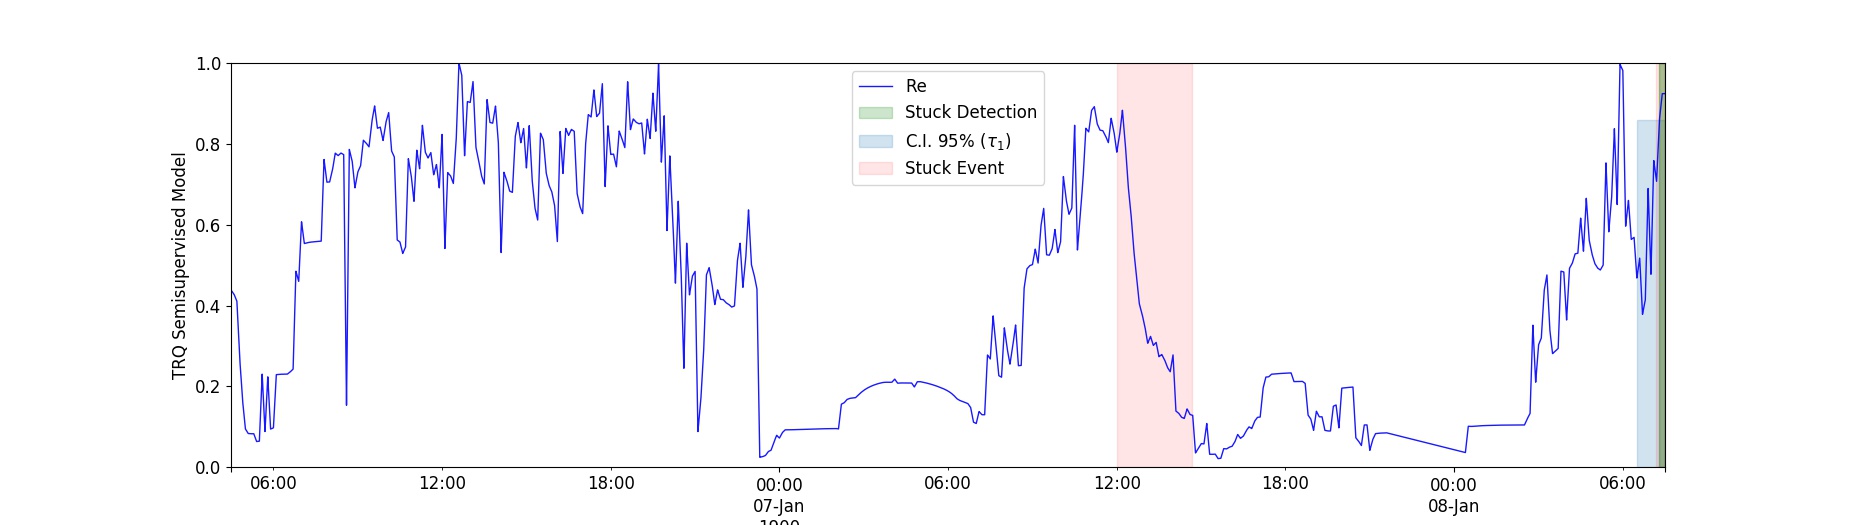 TRQ Semisupervised Model
1.0
0.8
0.6
0.4
0.2
0.0
Re
Stuck Detection
C.I. 95% (τ₁)
Stuck Event
06:00
12:00
18:00
00:00
07-Jan
1900
06:00
12:00
18:00
00:00
08-Jan
06:00